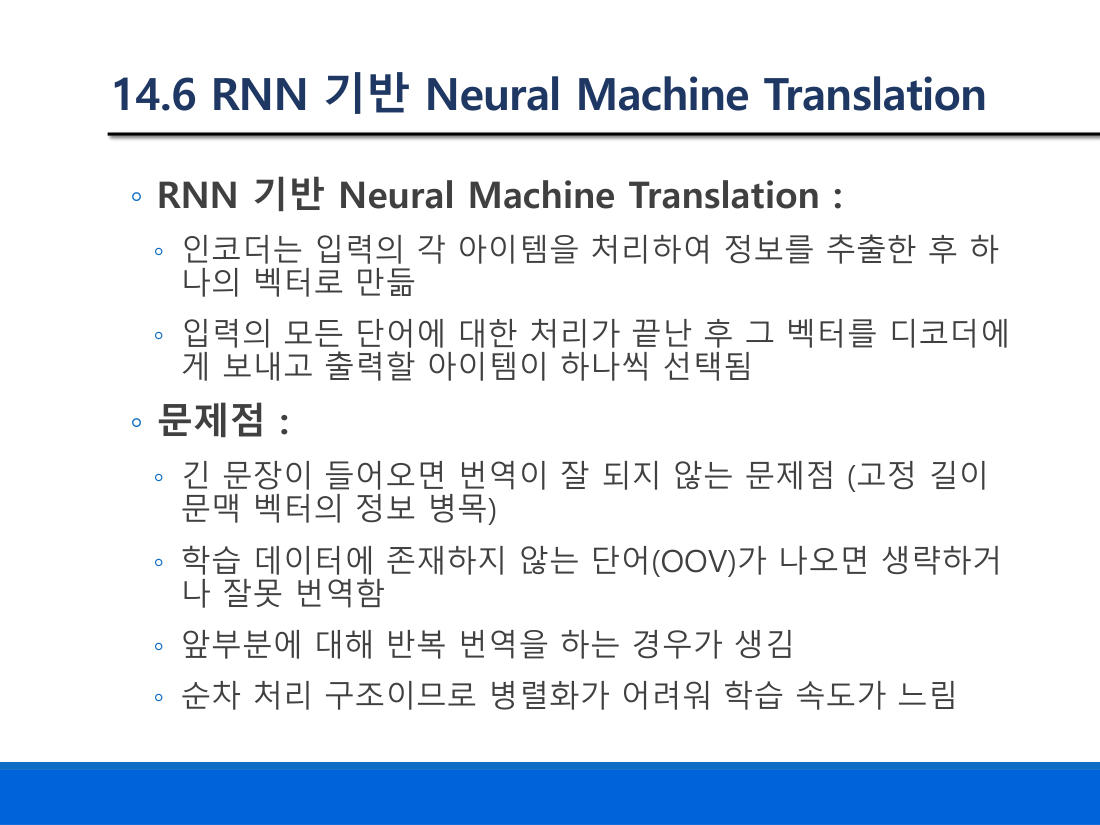 14.6 RNN 기반 Neural Machine Translation
◦ RNN 기반 Neural Machine Translation :
◦ 인코더는 입력의 각 아이템을 처리하여 정보를 추출한 후 하
나의 벡터로 만듦
◦ 입력의 모든 단어에 대한 처리가 끝난 후 그 벡터를 디코더에
게 보내고 출력할 아이템이 하나씩 선택됨
◦ 문제점 :
◦ 긴 문장이 들어오면 번역이 잘 되지 않는 문제점 (고정 길이
문맥 벡터의 정보 병목)
◦ 학습 데이터에 존재하지 않는 단어(OOV)가 나오면 생략하거
나 잘못 번역함
◦ 앞부분에 대해 반복 번역을 하는 경우가 생김
◦ 순차 처리 구조이므로 병렬화가 어려워 학습 속도가 느림